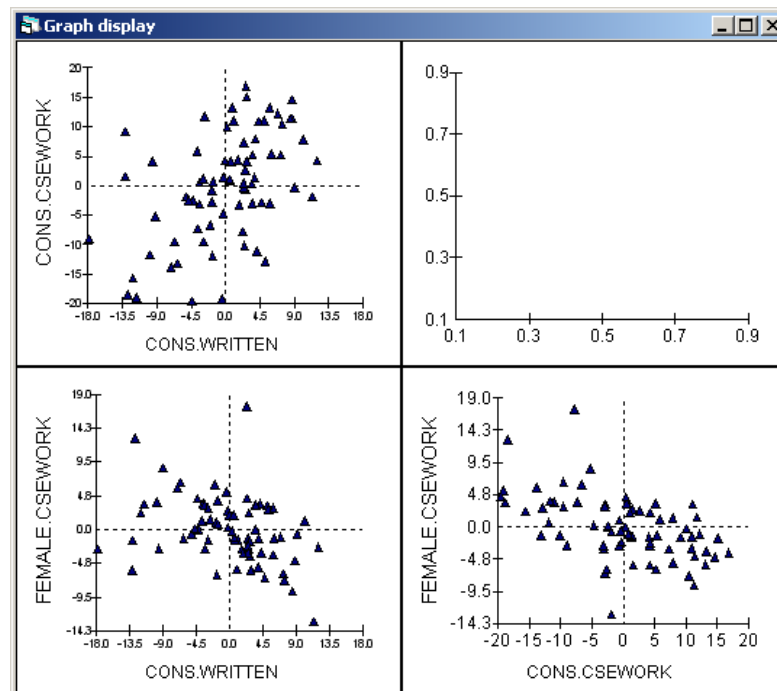 Graph display
20
15
10
5
0
-5
-10
-15
-20
CONS.CSEWORK
-18.0 -13.5 -9.0 -4.5 0.0 4.5 9.0 13.5 18.0
CONS.WRITTEN
0.9
0.7
0.5
0.3
0.1
0.1 0.3 0.5 0.7 0.9
19.0
14.3
9.5
4.8
0.0
-4.8
-9.5
-14.3
FEMALE.CSEWORK
-18.0 -13.5 -9.0 -4.5 0.0 4.5 9.0 13.5 18.0
CONS.WRITTEN
19.0
14.3
9.5
4.8
0.0
-4.8
-9.5
-14.3
FEMALE.CSEWORK
-20 -15 -10 -5 0 5 10 15 20
CONS.CSEWORK